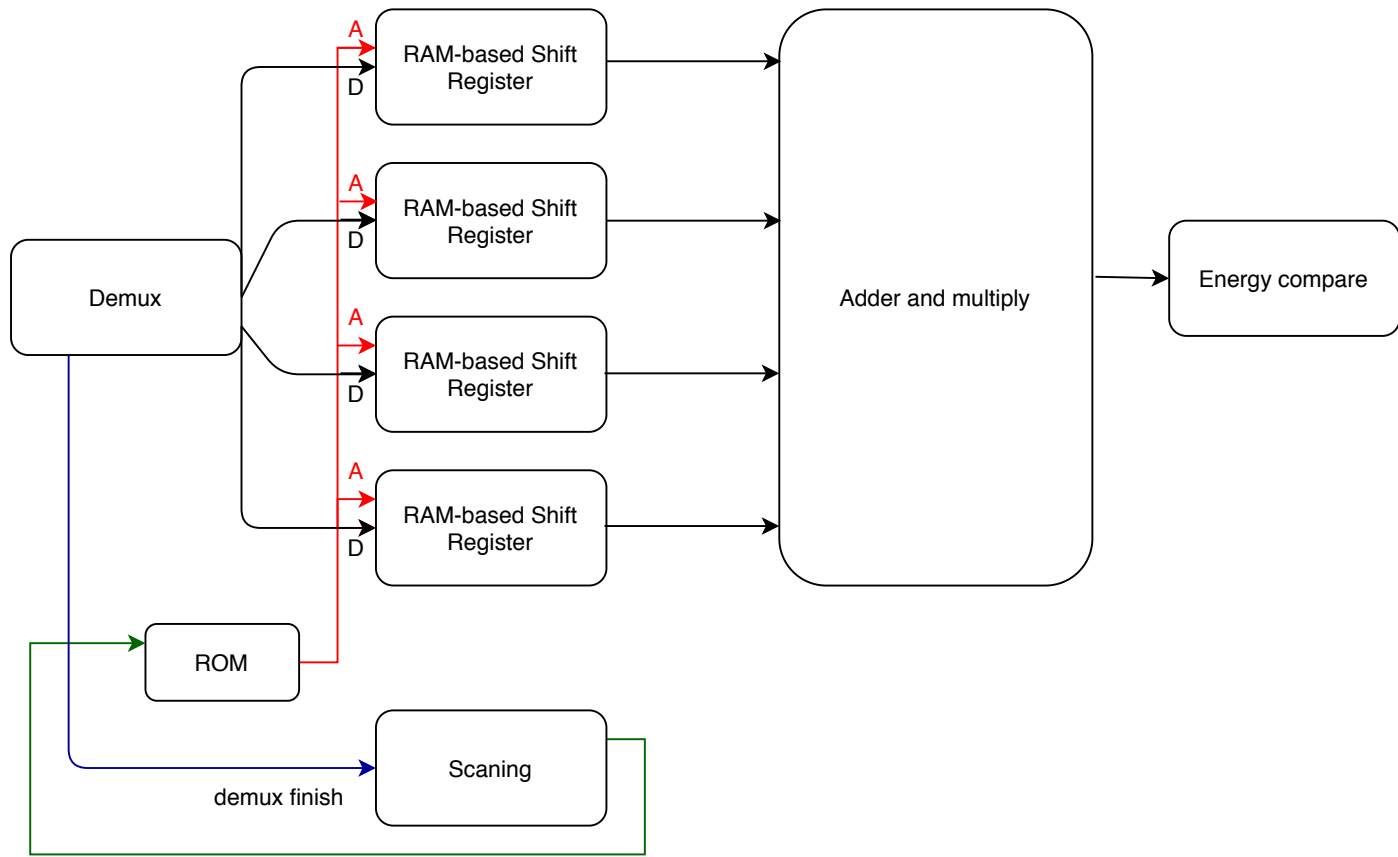 A
RAM-based Shift
Register
D
A
RAM-based Shift
Register
D
Demux
Adder and multiply
Energy compare
A
RAM-based Shift
Register
D
A
RAM-based Shift
Register
D
ROM
Scaning
demux finish